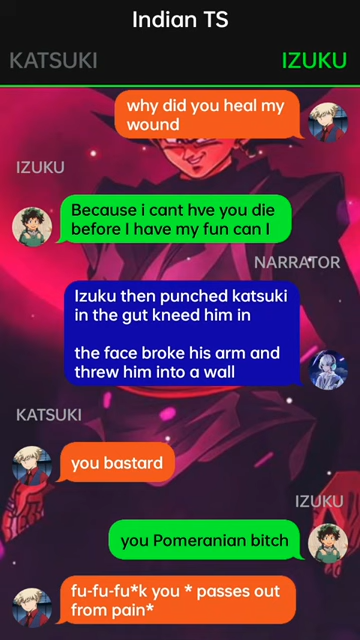 Indian TS
KATSUKI
IZUKU
why did you heal my
wound
IZUKU
Because i cant hve you die
before I have my fun can I
NARRATOR
Izuku then punched katsuki
in the gut kneed him in
the face broke his arm and
threw him into a wall
KATSUKI
you bastard
IZUKU
you Pomeranian bitch
fu-fu-fu*k you * passes out
from pain*